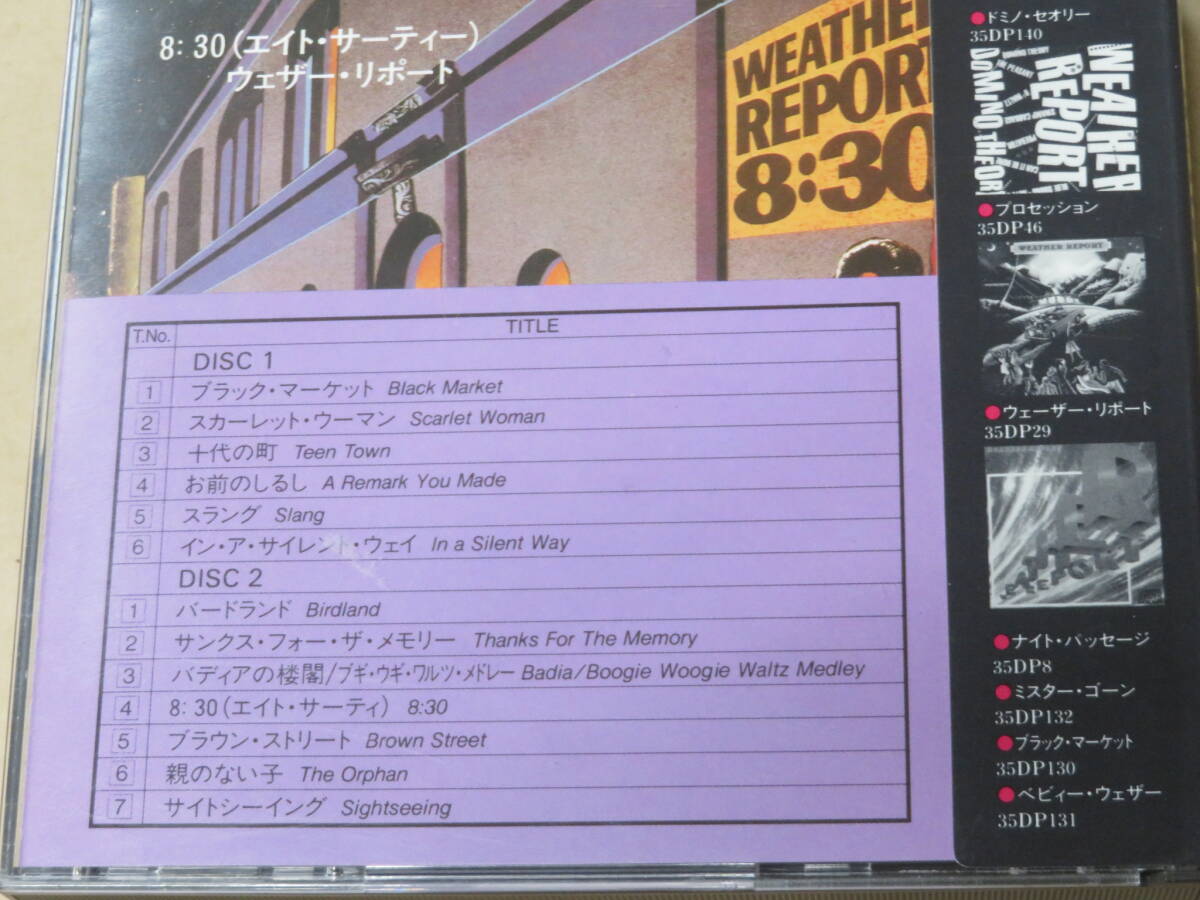 8:30(エイト・サーティー)
ウェザー・リポート
WEATHER
REPORT
8:30
T.No. TITLE
DISC 1
1 ブラック・マーケット Black Market
2 スカーレット・ウーマン Scarlet Woman
3 十代の町 Teen Town
4 お前のしるし A Remark You Made
5 スラング Slang
6 イン・ア・サイレント・ウェイ In a Silent Way
DISC 2
1 バードランド Birdland
2 サンクス・フォー・ザ・メモリー Thanks For The Memory
3 バディアの楼閣/ブギ・ウギ・ワルツ・メドレー Badia/Boogie Woogie Waltz Medley
4 8:30(エイト・サーティ) 8:30
5 ブラウン・ストリート Brown Street
6 親のない子 The Orphan
7 サイトシーイング Sightseeing
●ドミノ・セオリー
35DP140
WEATHER
REPORT
DOMINO THEOR
●プロセッション
35DP46
WEATHER REPORT
●ウェーザー・リポート
35DP29
●ナイト・パッセージ
35DP8
●ミスター・ゴーン
35DP132
●ブラック・マーケット
35DP130
●ベビィー・ウェザー
35DP131